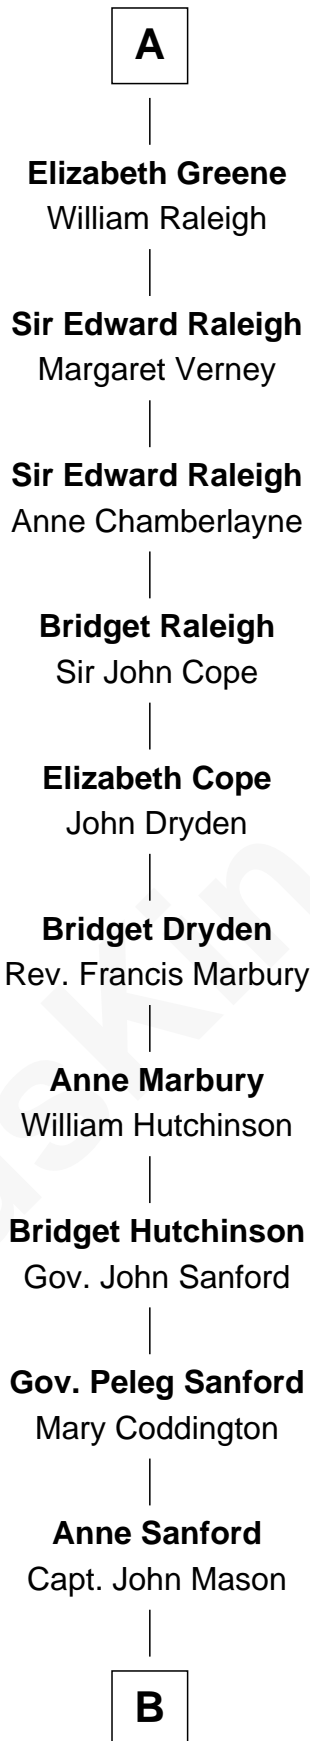 A
Elizabeth Greene
William Raleigh
Sir Edward Raleigh
Margaret Verney
Sir Edward Raleigh
Anne Chamberlayne
Bridget Raleigh
Sir John Cope
Elizabeth Cope
John Dryden
Bridget Dryden
Rev. Francis Marbury
Anne Marbury
William Hutchinson
Bridget Hutchinson
Gov. John Sanford
Gov. Peleg Sanford
Mary Coddington
Anne Sanford
Capt. John Mason
B